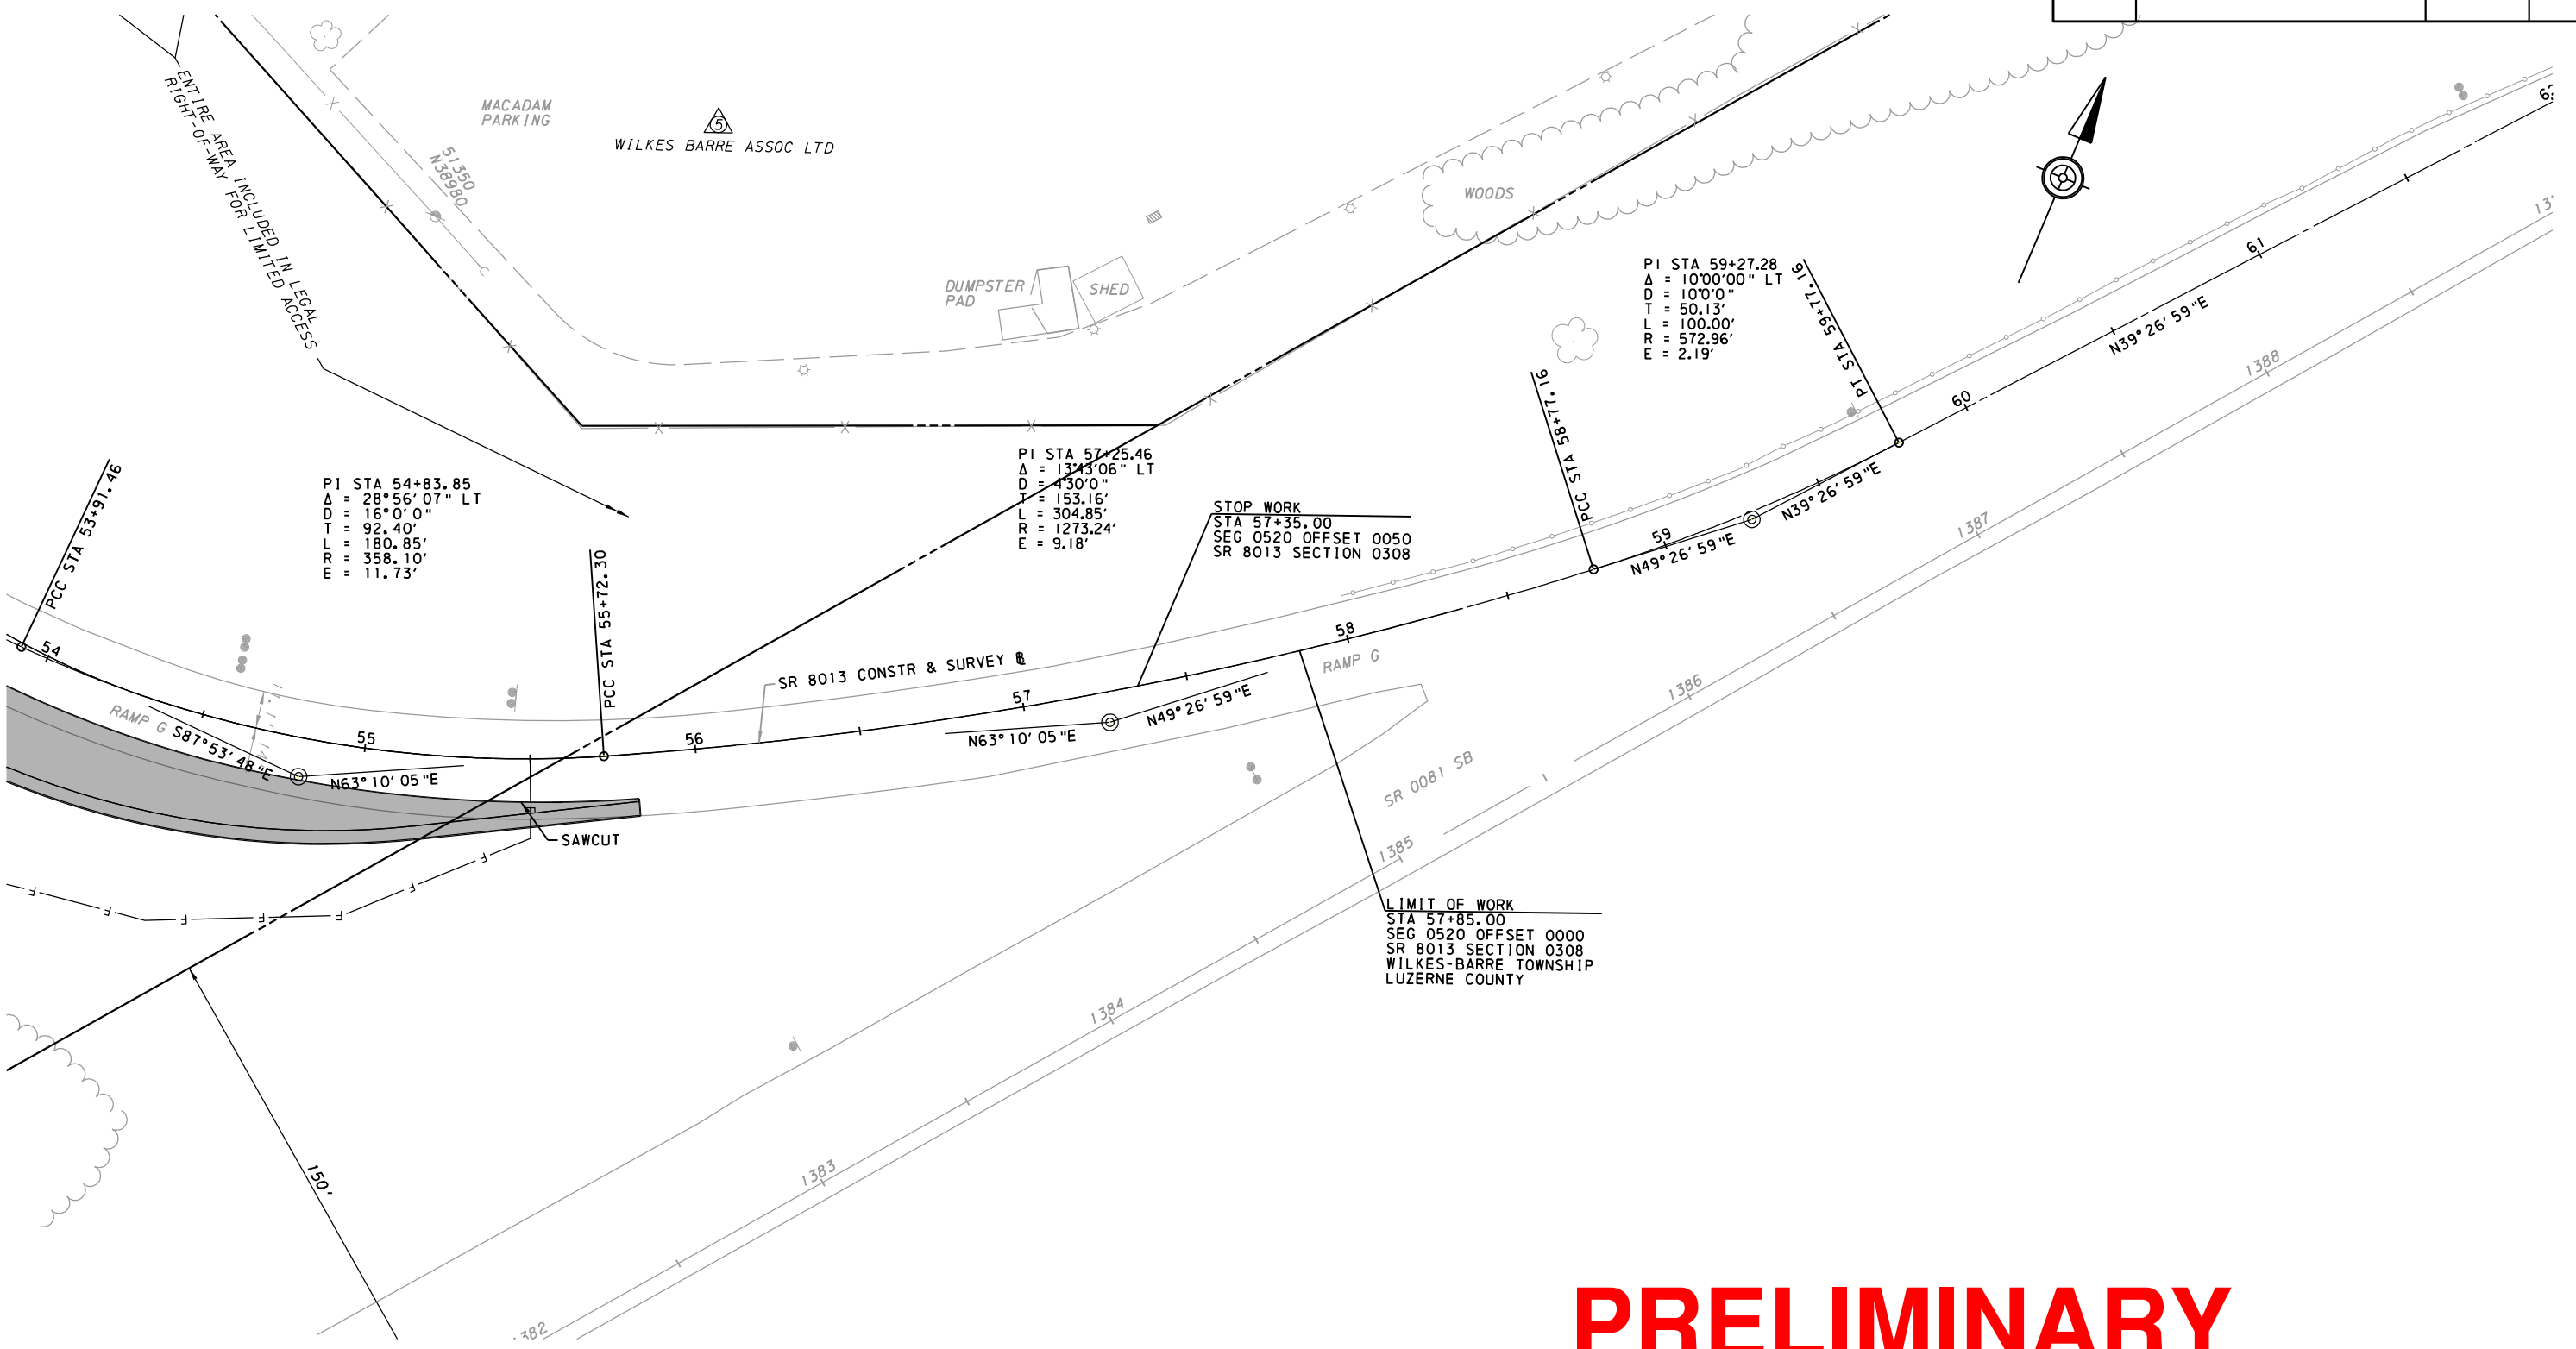 ENTIRE AREA INCLUDED IN LEGAL
RIGHT-OF-WAY FOR LIMITED ACCESS
MACADAM
PARKING
5
WILKES BARRE ASSOC LTD
51350
N38980
WOODS
DUMPSTER
PAD
SHED
PI STA 59+27.28
Δ = 10°00'00" LT
D = 10°0'0"
T = 50.13'
L = 100.00'
R = 572.96'
E = 2.19'
PT STA 59+77.16
PCC STA 58+77.16
61
N39°26'59"E
1388
60
PCC STA 53+91.46
PI STA 54+83.85
Δ = 28°56'07" LT
D = 16°0'0"
T = 92.40'
L = 180.85'
R = 358.10'
E = 11.73'
PI STA 57+25.46
Δ = 13°43'06" LT
D = 4°30'0"
T = 153.16'
L = 304.85'
R = 1273.24'
E = 9.18'
STOP WORK
STA 57+35.00
SEG 0520 OFFSET 0050
SR 8013 SECTION 0308
PCC STA 55+72.30
59
N49°26'59"E
N39°26'59"E
1387
54
SR 8013 CONSTR & SURVEY ℄
58
RAMP G
1386
RAMP G
S87°53'48"E
55
N63°10'05"E
56
57
N63°10'05"E
N49°26'59"E
SAWCUT
SR 0081 SB
1385
F F F F F F F
LIMIT OF WORK
STA 57+85.00
SEG 0520 OFFSET 0000
SR 8013 SECTION 0308
WILKES-BARRE TOWNSHIP
LUZERNE COUNTY
1384
1383
150'
382
PRELIMINARY